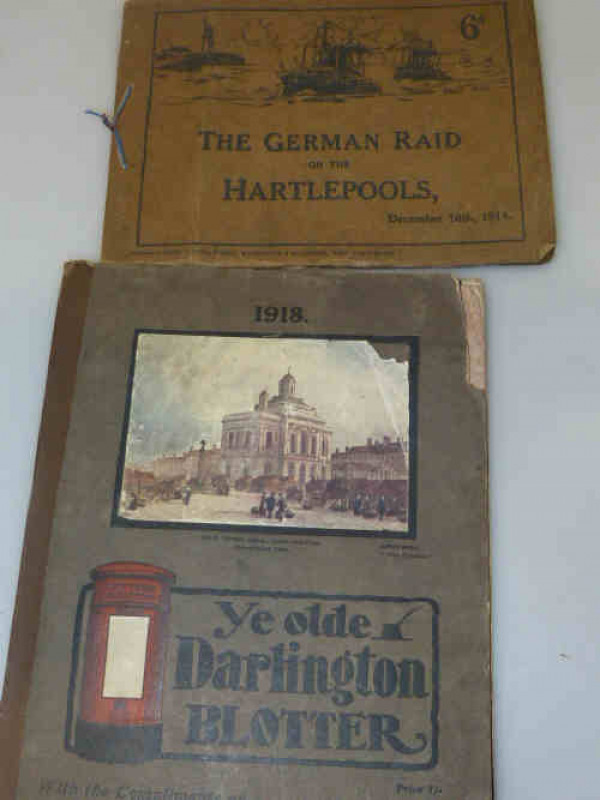 6ᴰ
THE GERMAN RAID
ON THE
HARTLEPOOLS,
December 16th, 1914.
1918.
Ye olde
Darlington
BLOTTER
With the Compliments of
Price 1/-